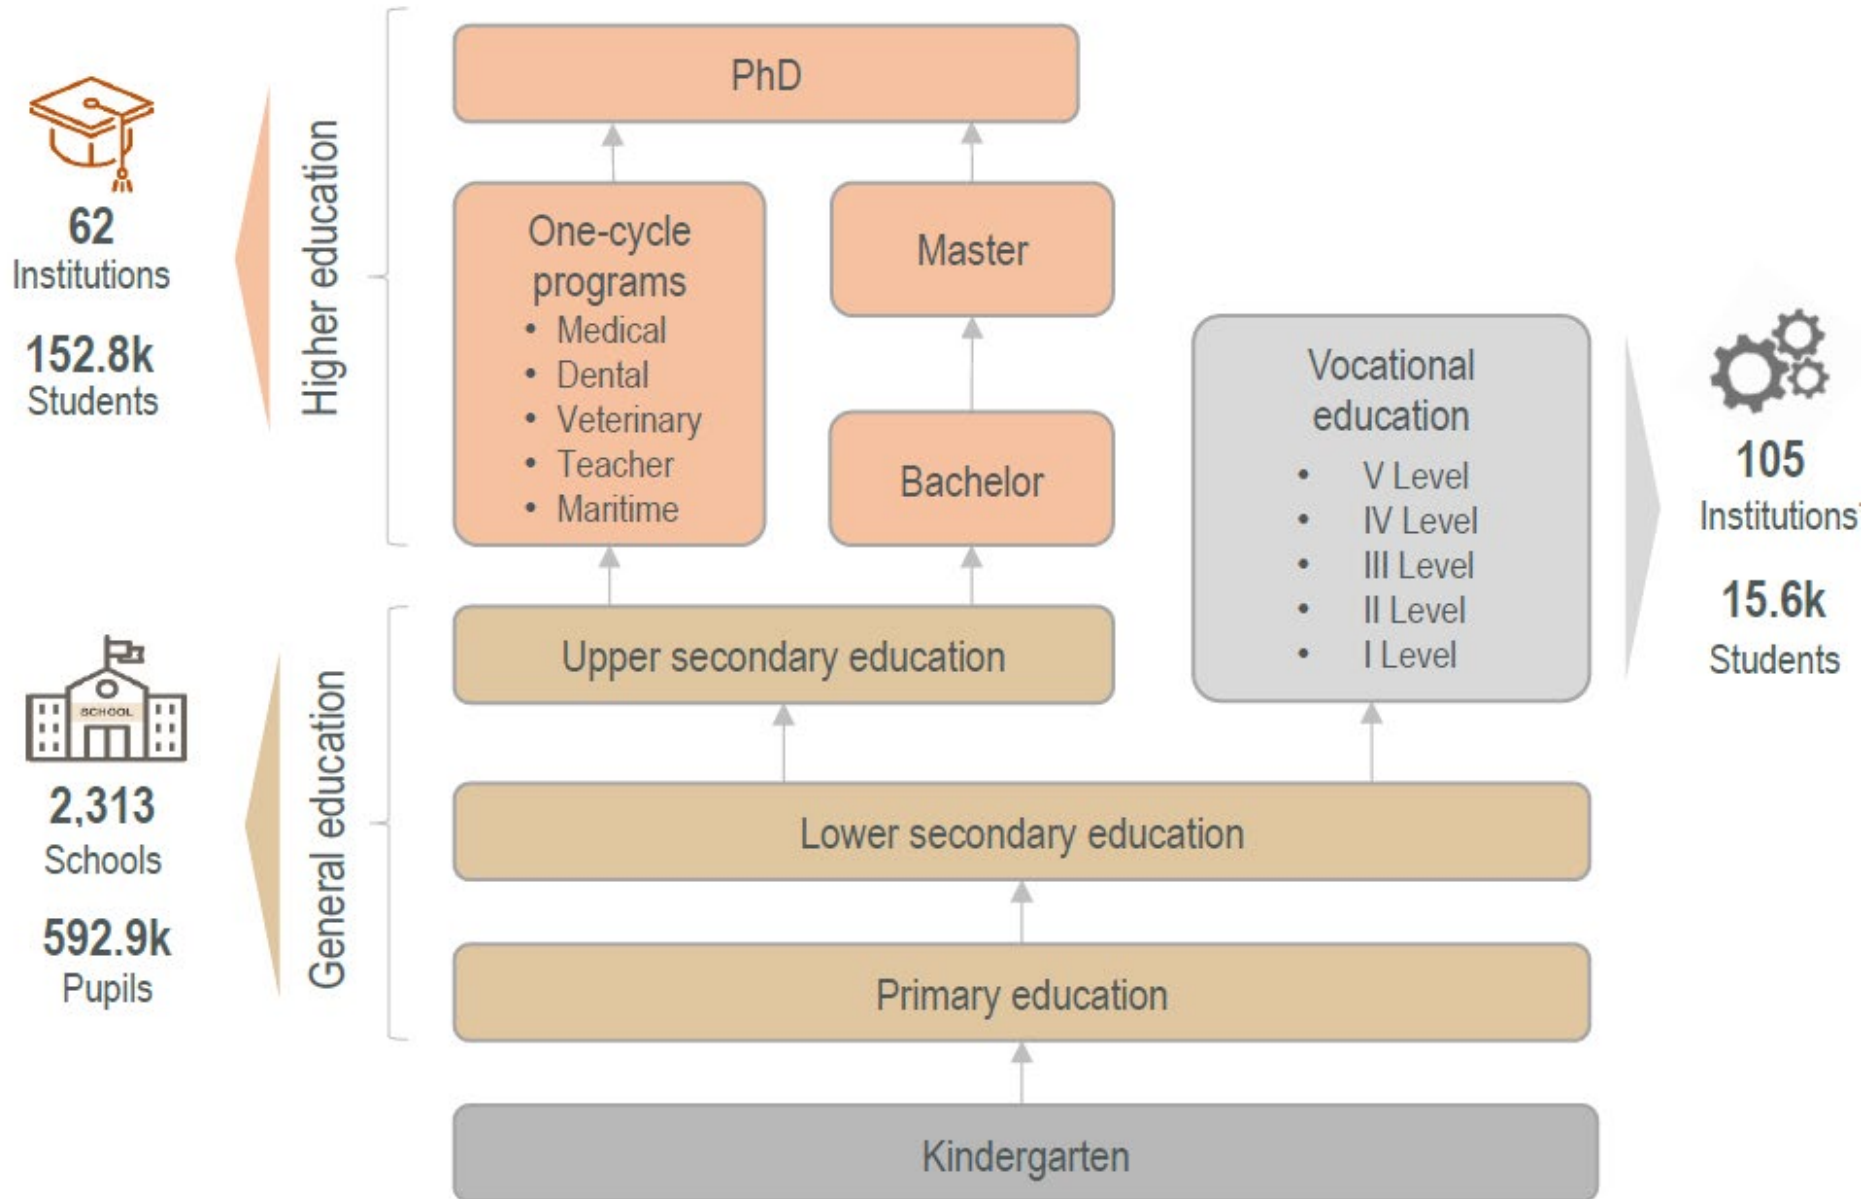 PhD
Higher education
62
Institutions
152.8k
Students
One-cycle
programs
• Medical
• Dental
• Veterinary
• Teacher
• Maritime
Master
Bachelor
Vocational
education
• V Level
• IV Level
• III Level
• II Level
• I Level
105
Institutions
15.6k
Students
General education
SCHOOL
2,313
Schools
592.9k
Pupils
Upper secondary education
Lower secondary education
Primary education
Kindergarten